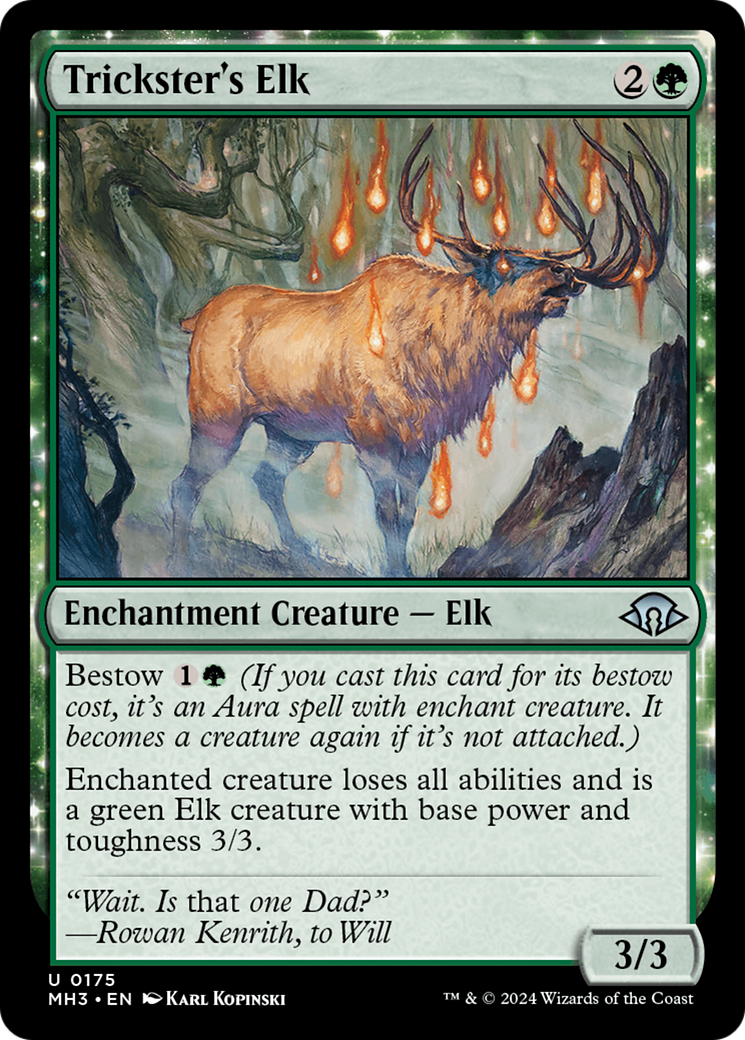 Trickster's Elk 2
Enchantment Creature — Elk
Bestow 1 (If you cast this card for its bestow
cost, it's an Aura spell with enchant creature. It
becomes a creature again if it's not attached.)
Enchanted creature loses all abilities and is
a green Elk creature with base power and
toughness 3/3.
“Wait. Is that one Dad?”
—Rowan Kenrith, to Will
3/3
U 0175
MH3 • EN Karl Kopinski
™ & © 2024 Wizards of the Coast